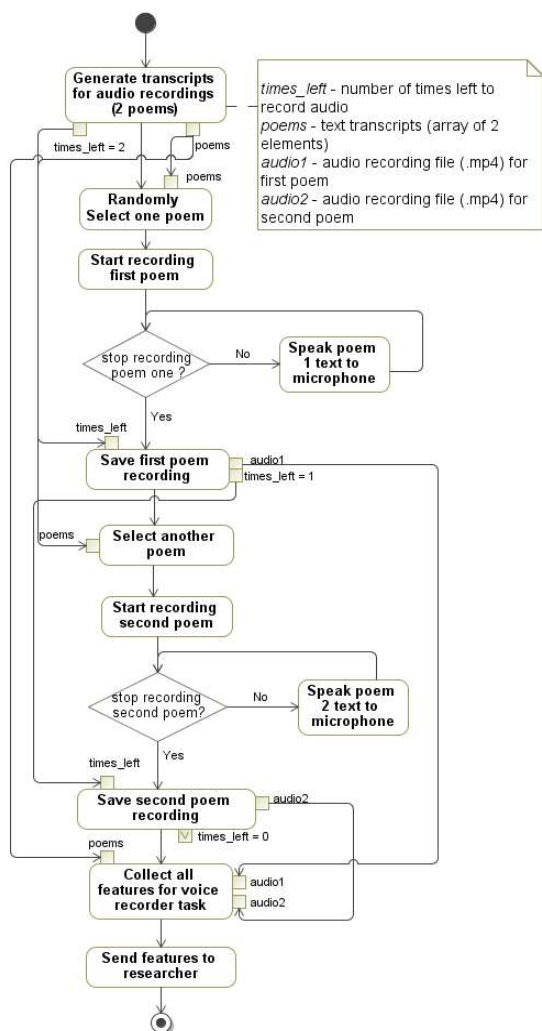 Generate transcripts
for audio recordings
(2 poems)
times_left - number of times left to
record audio
poems - text transcripts (array of 2
elements)
audio1 - audio recording file (.mp4) for
first poem
audio2 - audio recording file (.mp4) for
second poem
times_left = 2
poems
poems
Randomly
Select one poem
Start recording
first poem
stop recording
poem one ?
No
Speak poem
1 text to
microphone
Yes
times_left
Save first poem
recording
audio1
times_left = 1
poems
Select another
poem
Start recording
second poem
stop recording
second poem?
No
Speak poem
2 text to
microphone
Yes
times_left
Save second poem
recording
audio2
times_left = 0
poems
Collect all
features for voice
recorder task
audio1
audio2
Send features to
researcher